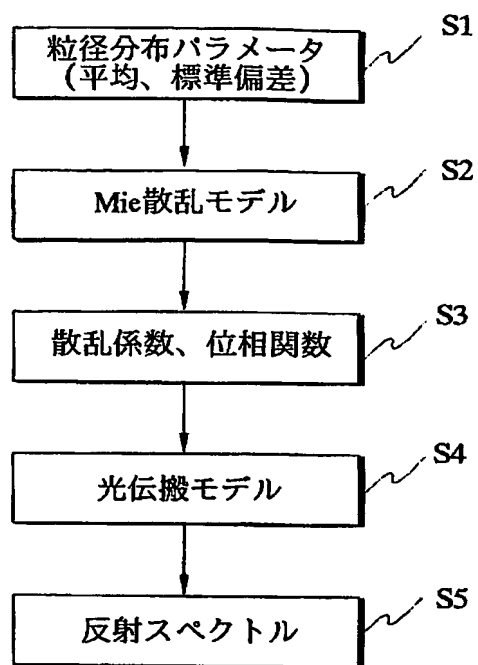 粒径分布パラメータ
(平均、標準偏差)
S1
Mie散乱モデル
S2
散乱係数、位相関数
S3
光伝搬モデル
S4
反射スペクトル
S5